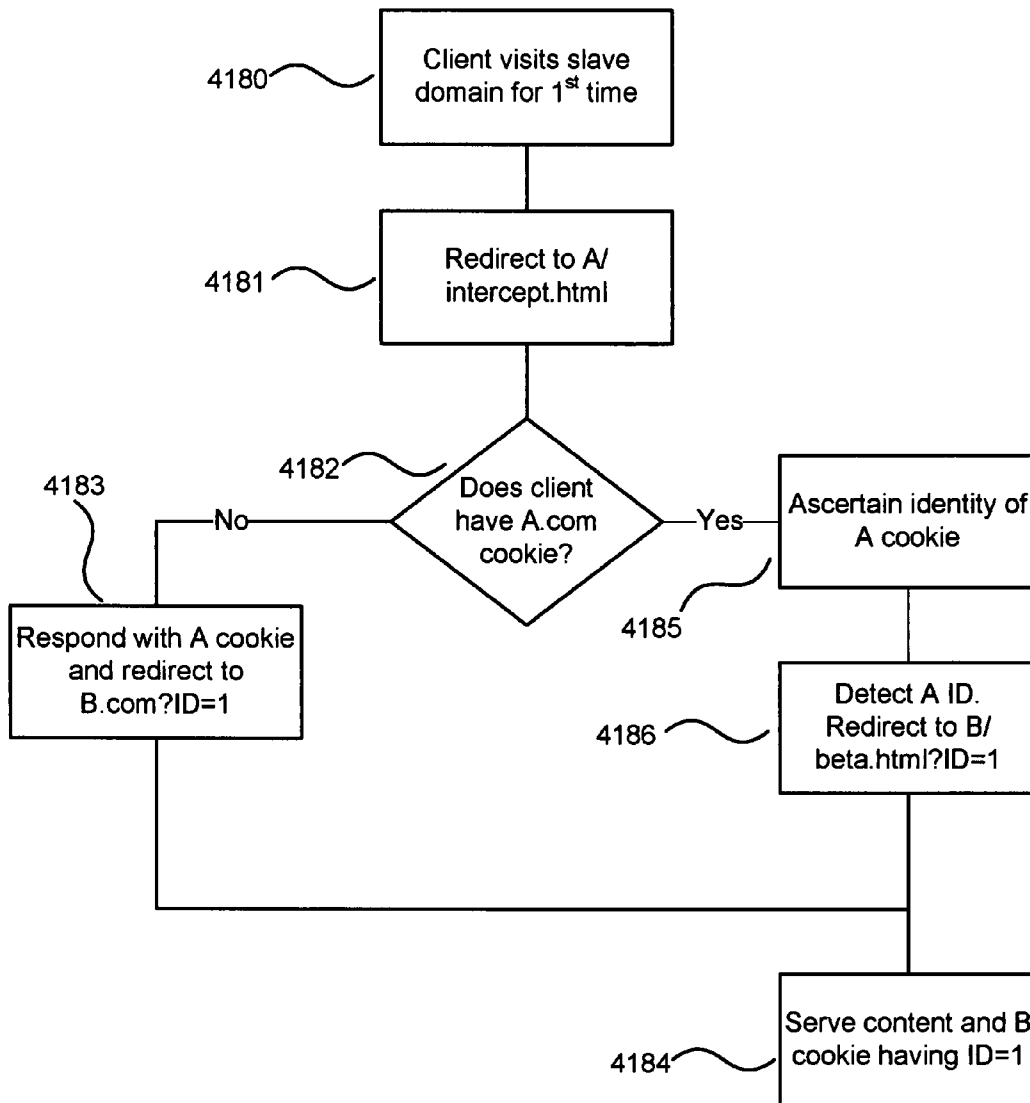 4180
Client visits slave
domain for 1st time
4181
Redirect to A/
intercept.html
4182
Does client
have A.com
cookie?
No
Yes
4183
Respond with A cookie
and redirect to
B.com?ID=1
Ascertain identity of
A cookie
4185
4186
Detect A ID.
Redirect to B/
beta.html?ID=1
4184
Serve content and B
cookie having ID=1